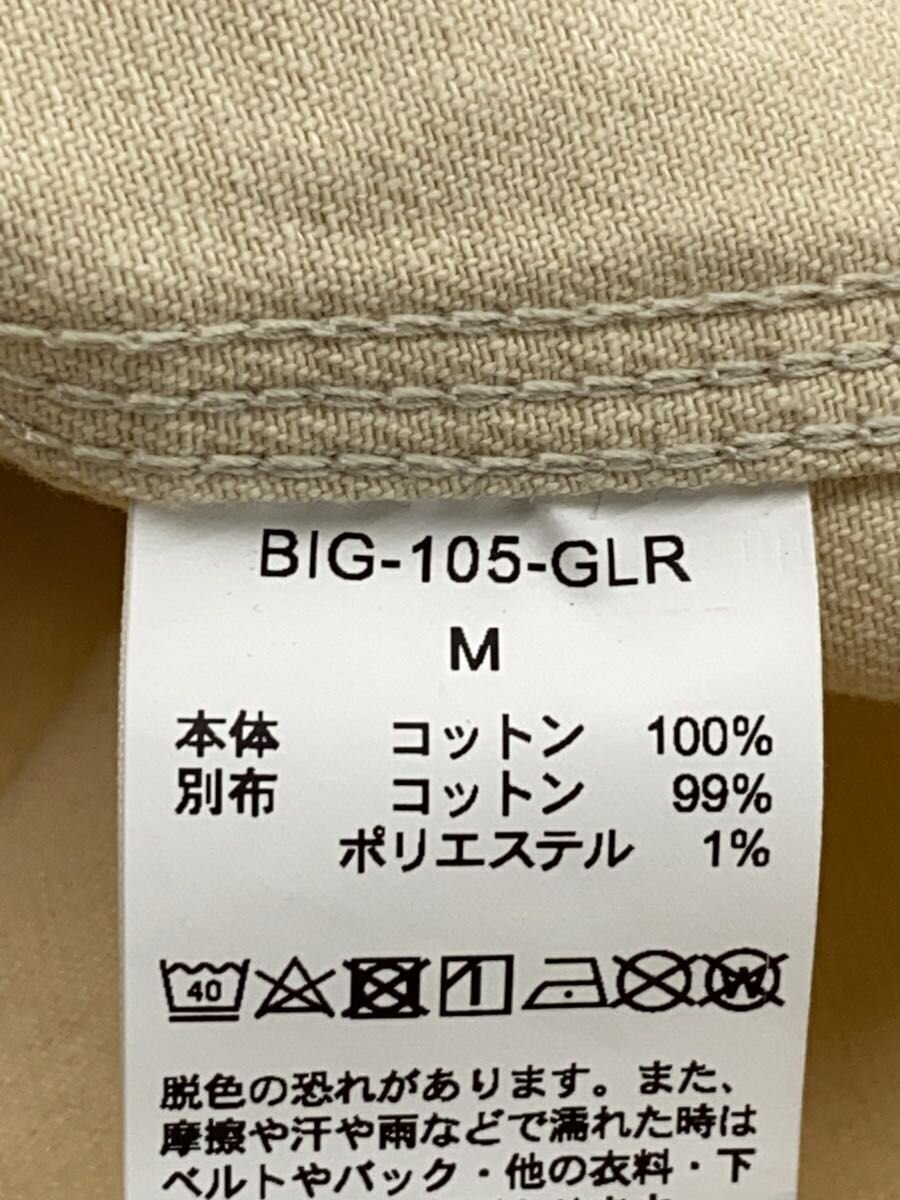 BIG-105-GLR
M
本体 コットン 100%
別布 コットン 99%
ポリエステル 1%
40 W
脱色の恐れがあります。また、
摩擦や汗や雨などで濡れた時は
ベルトやバック・他の衣料・下